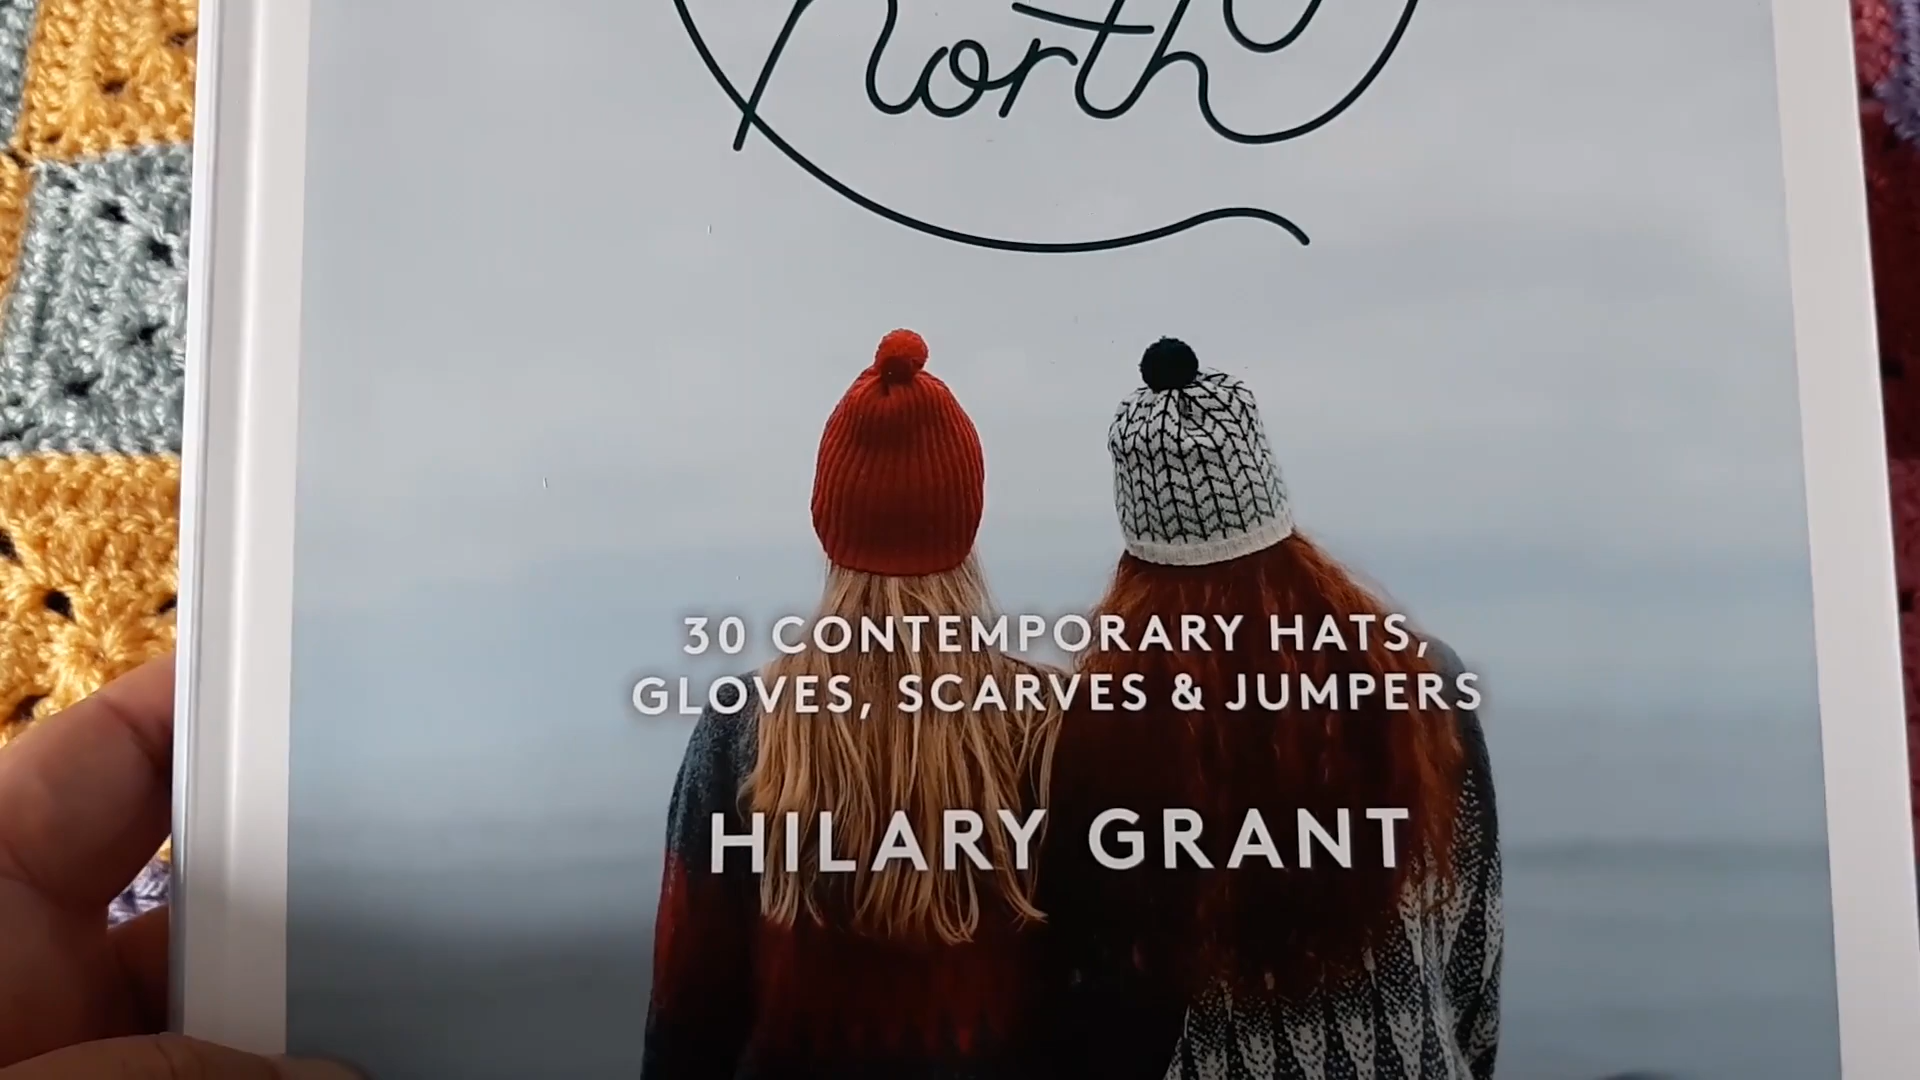 North
30 CONTEMPORARY HATS,
GLOVES, SCARVES & JUMPERS
HILARY GRANT